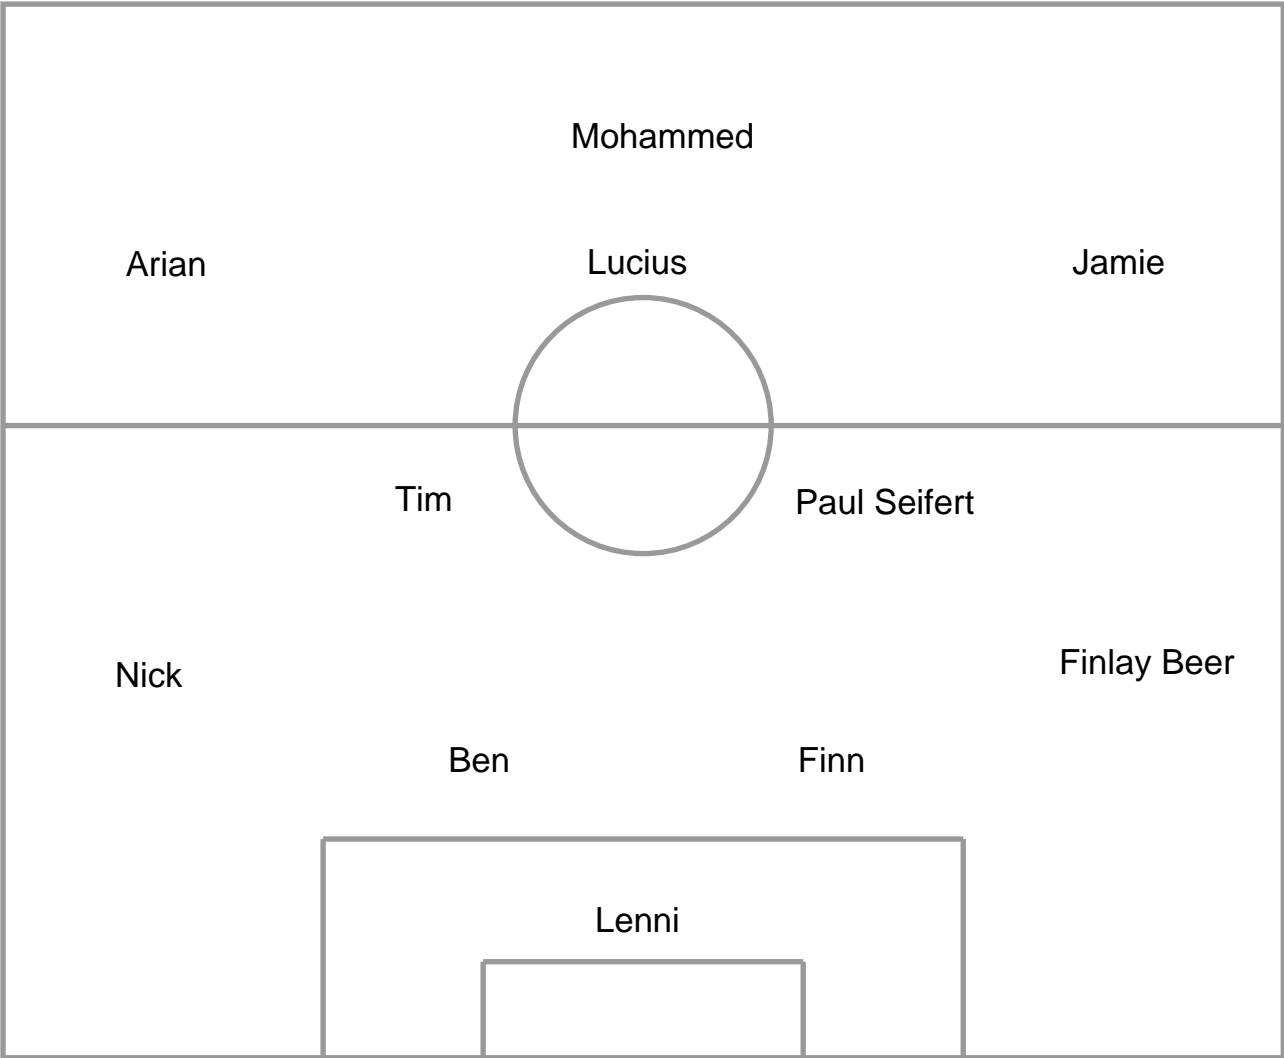 Mohammed
Arian
Lucius
Jamie
Tim
Paul Seifert
Nick
Finlay Beer
Ben
Finn
Lenni